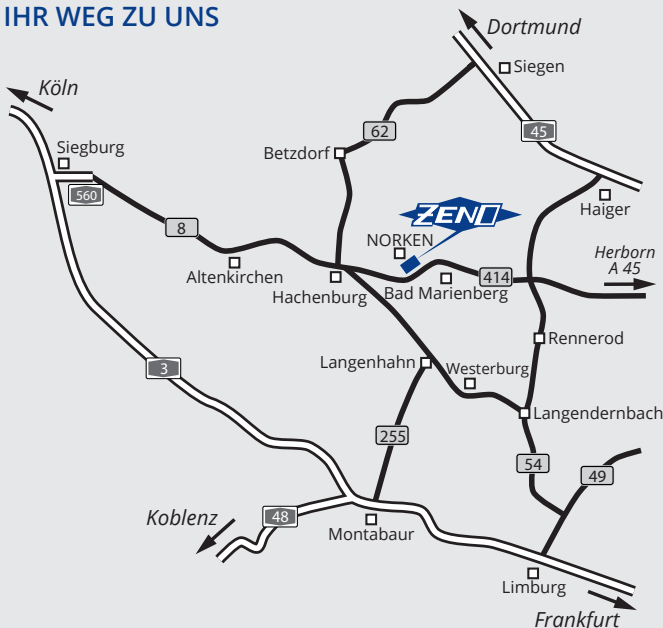 IHR WEG ZU UNS
Dortmund
Siegen
Köln
62
45
Siegburg
Betzdorf
560
Haiger
ZENO
8
NORKEN
Herborn
A 45
Altenkirchen
Hachenburg
Bad Marienberg
414
Rennerod
3
Langenhahn
Westerburg
Langendernbach
255
54
49
Koblenz
48
Montabaur
Limburg
Frankfurt